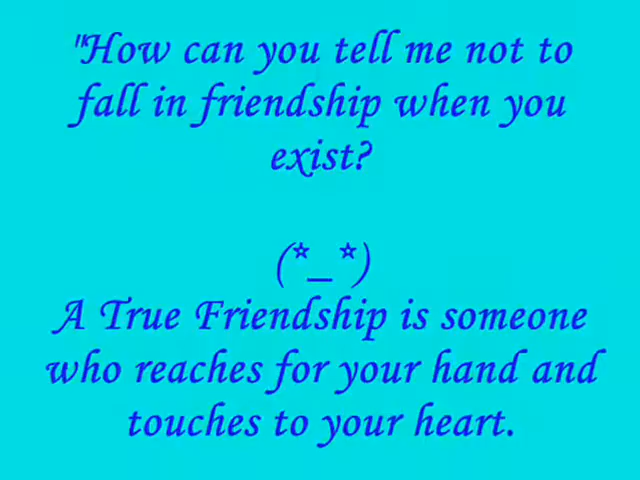 "How can you tell me not to
fall in friendship when you
exist?
(*_*)
A True Friendship is someone
who reaches for your hand and
touches to your heart.